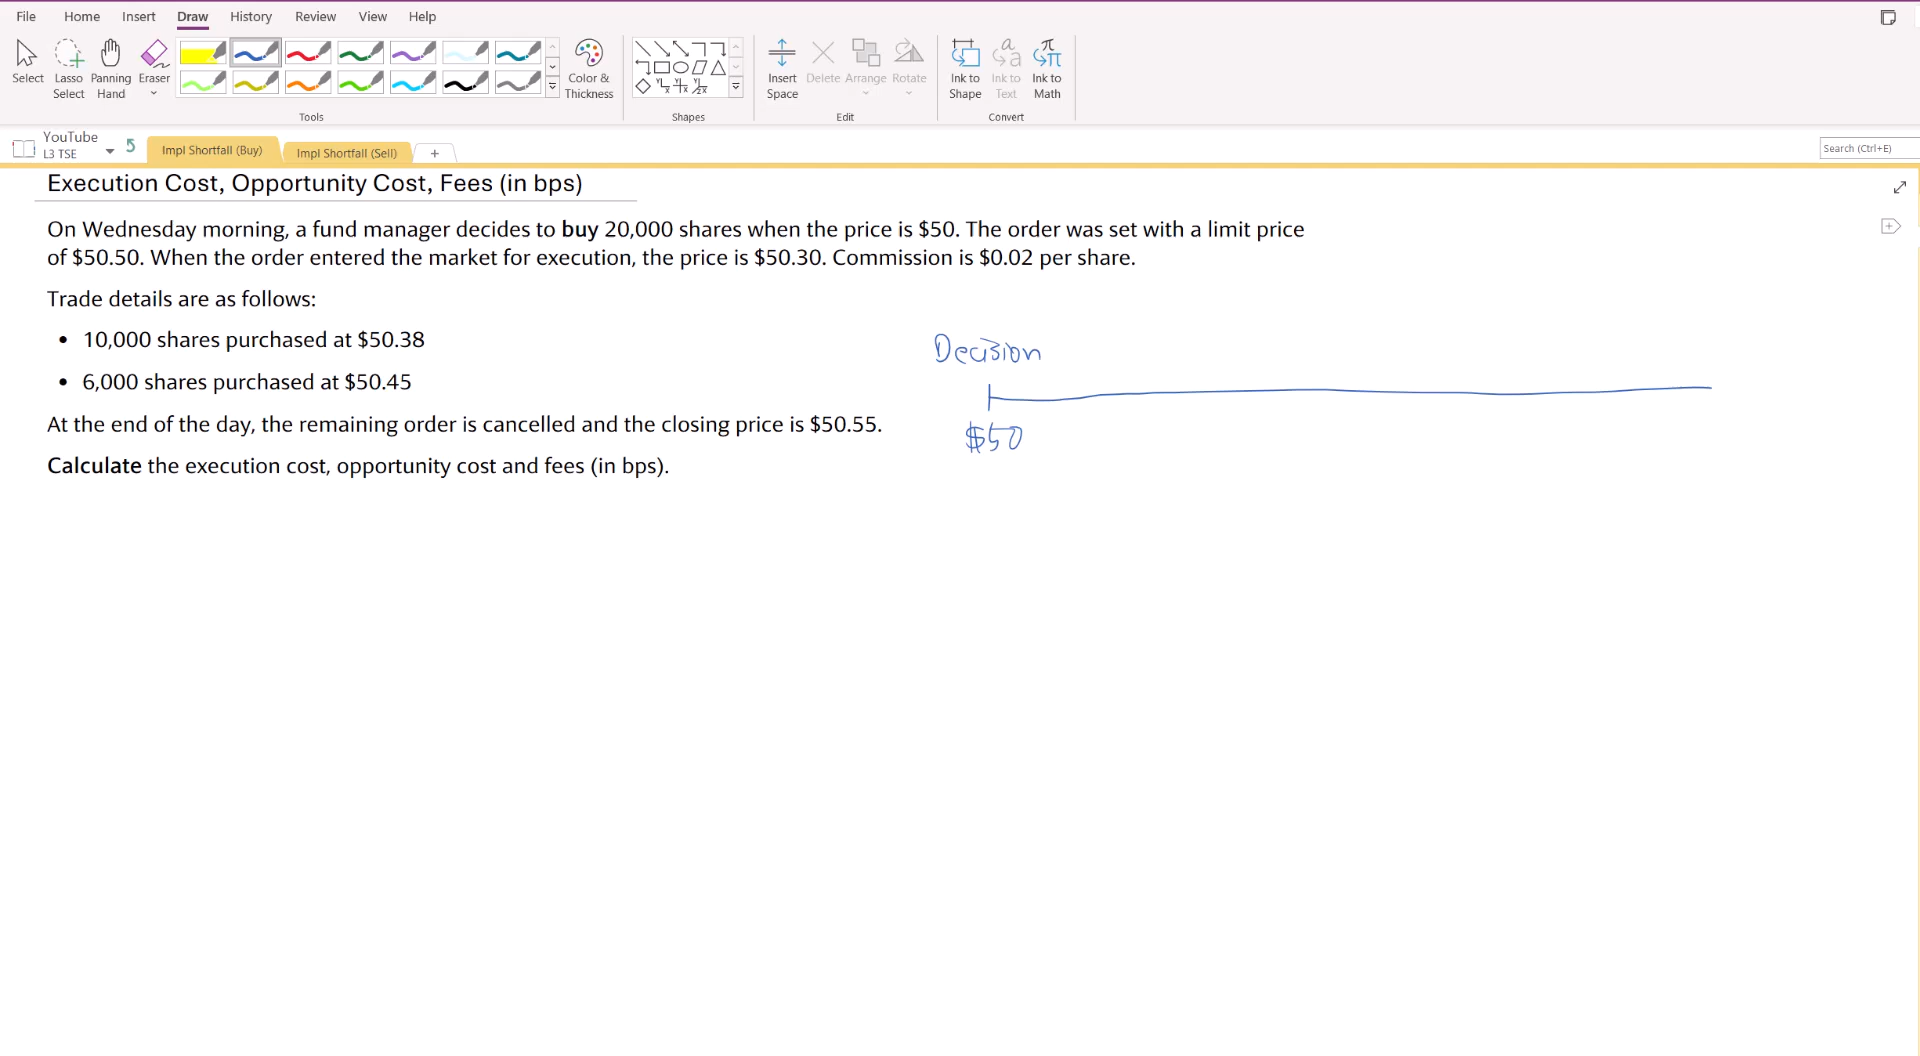 File Home Insert Draw History Review View Help
Select
Lasso Select
Panning Hand
Eraser
Color & Thickness
Insert Space
Delete
Arrange
Rotate
Ink to Shape
Ink to Text
Ink to Math
Tools Shapes Edit Convert
YouTube
L3 TSE
Impl Shortfall (Buy) Impl Shortfall (Sell) +
Search (Ctrl+E)
Execution Cost, Opportunity Cost, Fees (in bps)
On Wednesday morning, a fund manager decides to buy 20,000 shares when the price is $50. The order was set with a limit price
of $50.50. When the order entered the market for execution, the price is $50.30. Commission is $0.02 per share.
Trade details are as follows:
• 10,000 shares purchased at $50.38
Decision
• 6,000 shares purchased at $50.45
At the end of the day, the remaining order is cancelled and the closing price is $50.55.
$50
Calculate the execution cost, opportunity cost and fees (in bps).